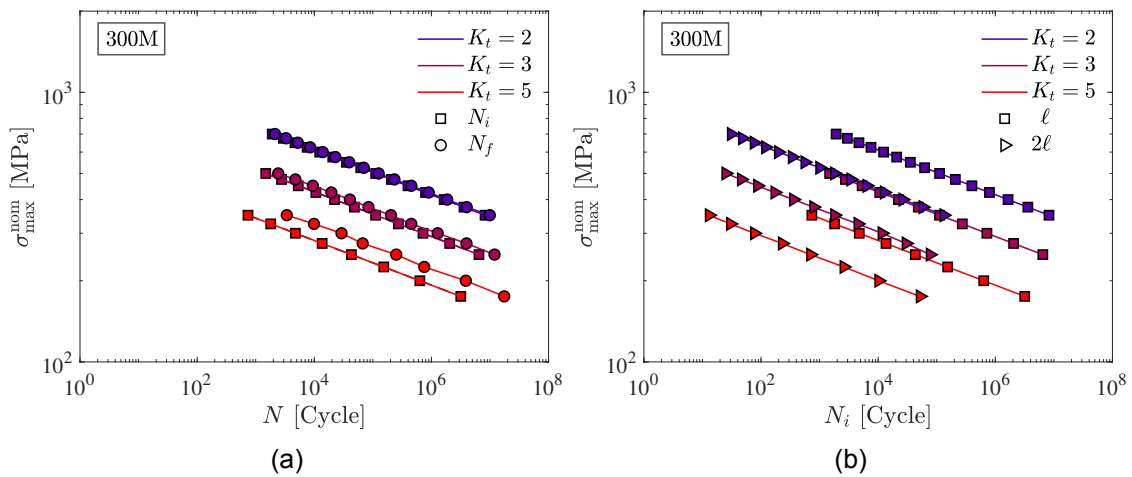 300M
K_t = 2
K_t = 3
K_t = 5
N_i
N_f
10^3
10^2
σ_max^nom [MPa]
10^0
10^2
10^4
10^6
10^8
N [Cycle]
(a)
300M
K_t = 2
K_t = 3
K_t = 5
ℓ
2ℓ
10^3
10^2
σ_max^nom [MPa]
10^0
10^2
10^4
10^6
10^8
N_i [Cycle]
(b)